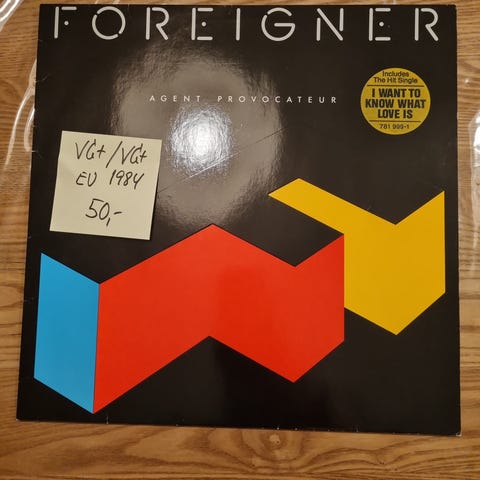 FOREIGNER
AGENT PROVOCATEUR
Includes
The Hit Single
I WANT TO
KNOW WHAT
LOVE IS
781 999-1
VG+/VG+
EU 1984
50,-